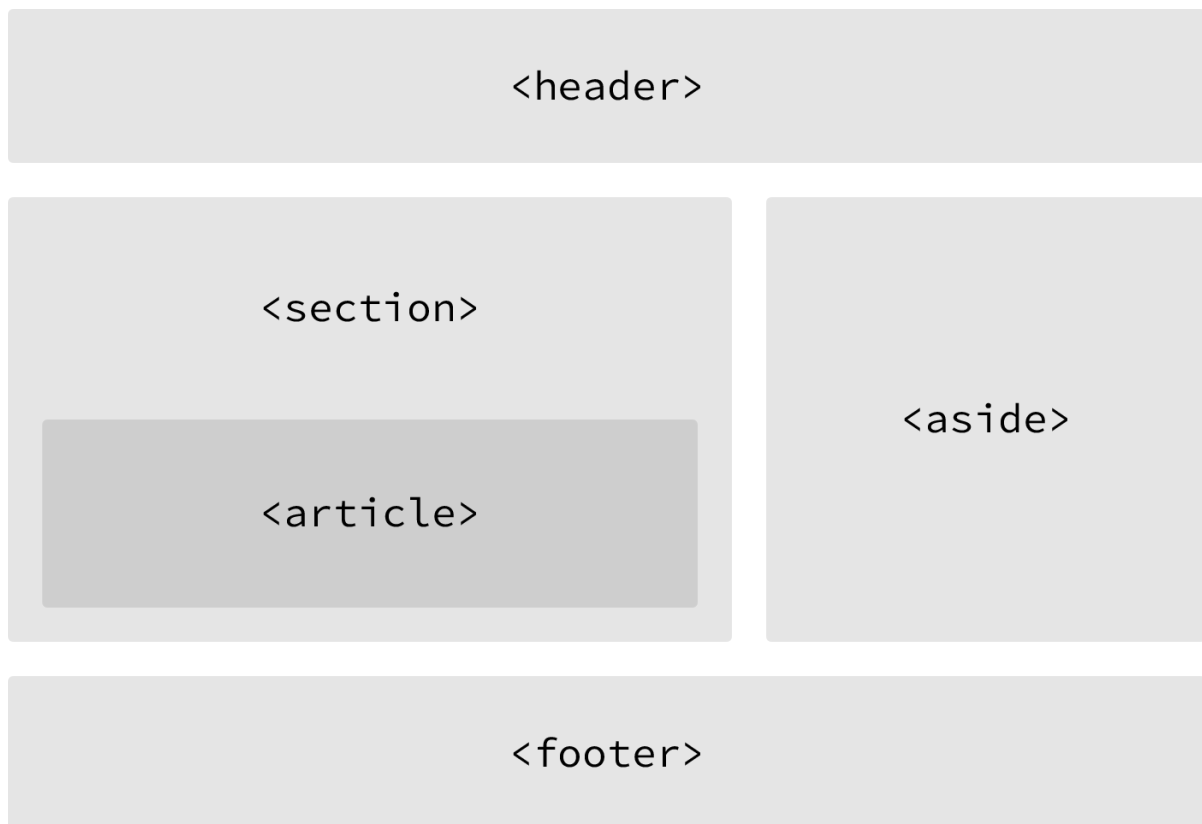 <header>
<section>
<article>
<aside>
<footer>